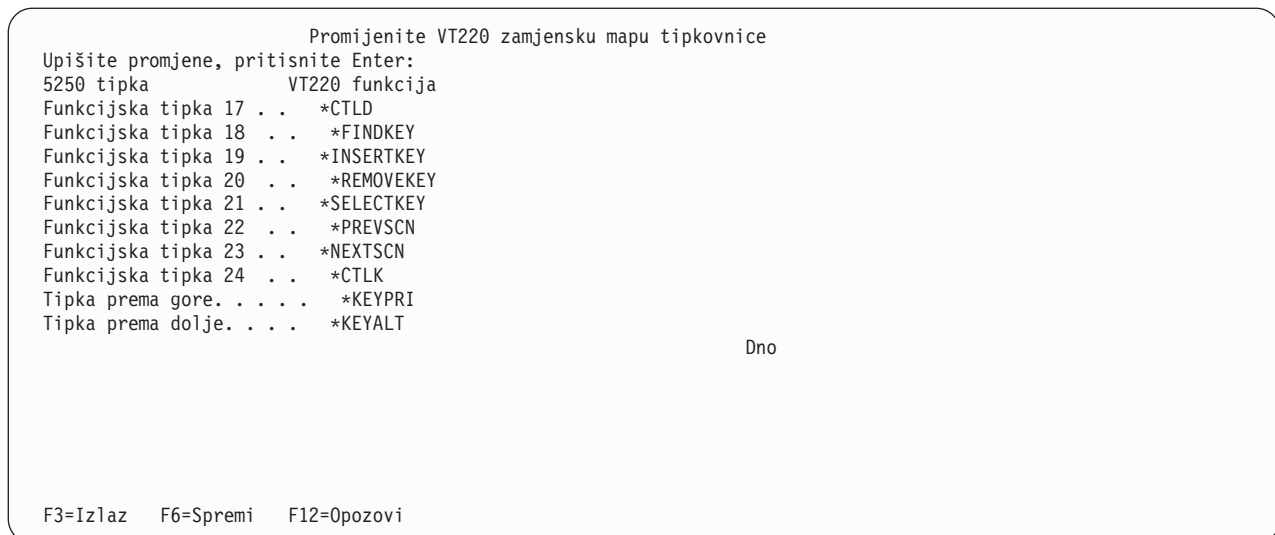 Promijenite VT220 zamjensku mapu tipkovnice
Upišite promjene, pritisnite Enter:
5250 tipka VT220 funkcija
Funkcijska tipka 17 . . *CTLD
Funkcijska tipka 18 . . *FINDKEY
Funkcijska tipka 19 . . *INSERTKEY
Funkcijska tipka 20 . . *REMOVEKEY
Funkcijska tipka 21 . . *SELECTKEY
Funkcijska tipka 22 . . *PREVSCN
Funkcijska tipka 23 . . *NEXTSCN
Funkcijska tipka 24 . . *CTLK
Tipka prema gore. . . . . *KEYPRI
Tipka prema dolje. . . . *KEYALT
Dno
F3=Izlaz F6=Spremi F12=Opozovi